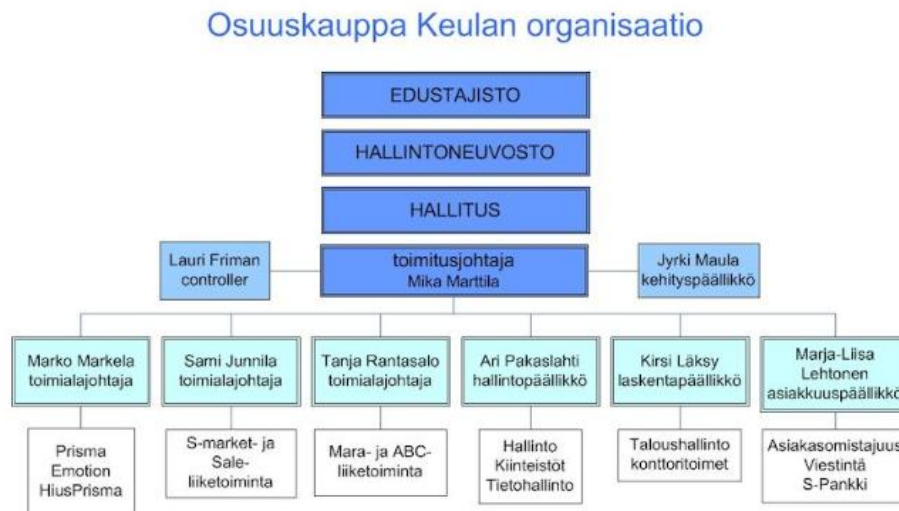 Osuuskauppa Keulan organisaatio
EDUSTAJISTO
HALLINTONEUVOSTO
HALLITUS
Lauri Friman
controller
toimitusjohtaja
Mika Marttila
Jyrki Maula
kehityspäällikkö
Marko Markela
toimialajohtaja
Sami Junnila
toimialajohtaja
Tanja Rantasalo
toimialajohtaja
Ari Pakaslahti
hallintopäällikkö
Kirsi Läksy
laskentapäällikkö
Marja-Liisa
Lehtonen
asiakkuuspäällikkö
Prisma
Emotion
HiusPrisma
S-market- ja
Sale-
liiketoiminta
Mara- ja ABC-
liiketoiminta
Hallinto
Kiinteistöt
Tietohallinto
Taloushallinto
konttoritoimet
Asiakasomistajuus
Viestintä
S-Pankki